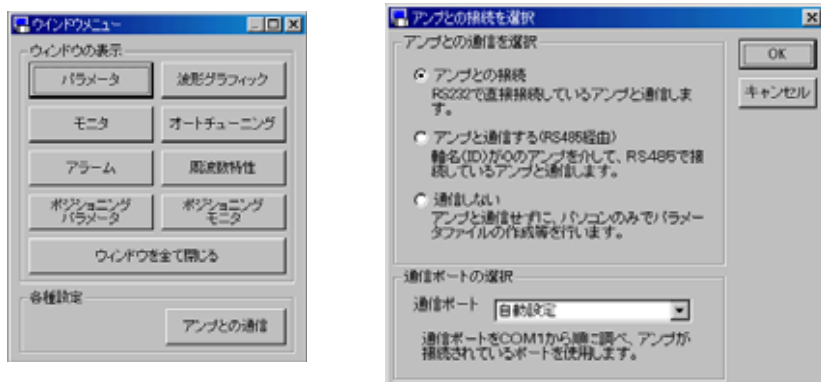 ウインドウメニュー
ウィンドウの表示
パラメータ
波形グラフィック
モニタ
オートチューニング
アラーム
周波数特性
ポジショニング
パラメータ
ポジショニング
モニタ
ウィンドウを全て閉じる
各種設定
アンプとの通信
アンプとの接続を選択
アンプとの通信を選択
アンプとの接続
RS232で直接接続しているアンプと通信しま
す。
アンプと通信する(RS485経由)
軸名(ID)が0のアンプを介して、RS485で接
続しているアンプと通信します。
通信しない
アンプと通信せずに、パソコンのみでパラメー
タファイルの作成等を行います。
OK
キャンセル
通信ポートの選択
通信ポート
自動設定
通信ポートをCOM1から順に調べ、アンプが
接続されているポートを使用します。